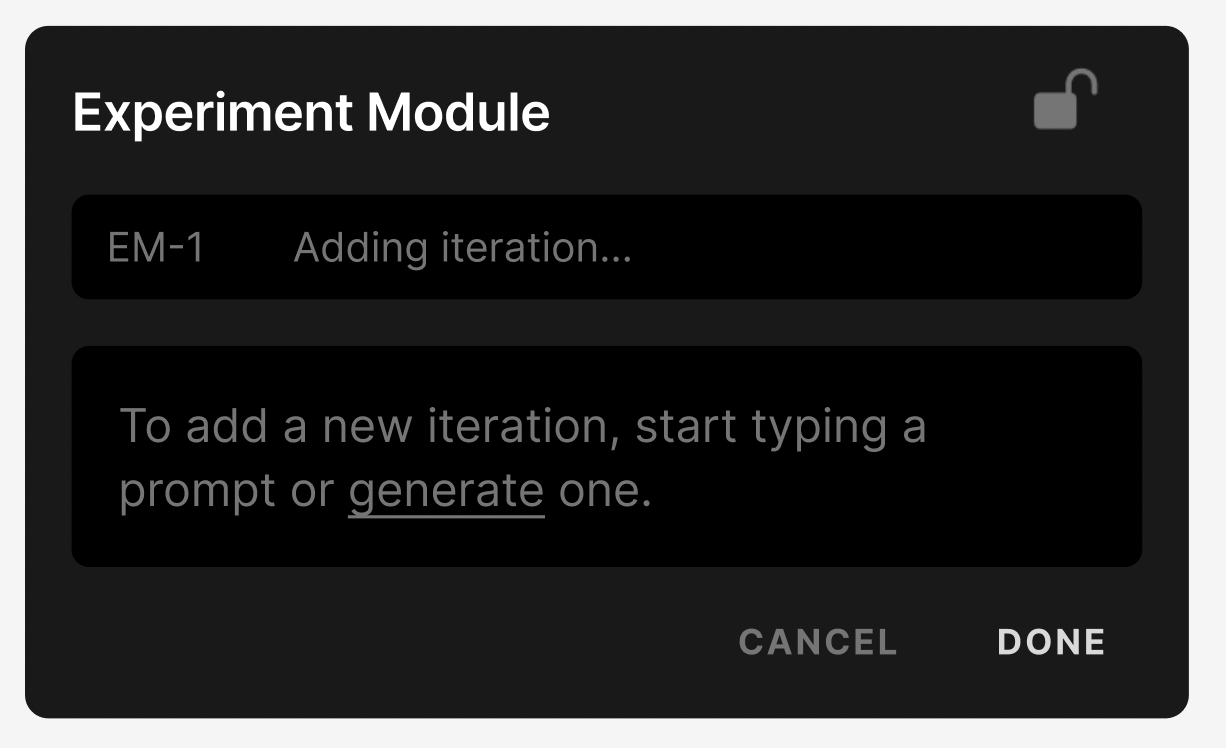 Experiment Module
EM-1 Adding iteration...
To add a new iteration, start typing a
prompt or generate one.
CANCEL DONE